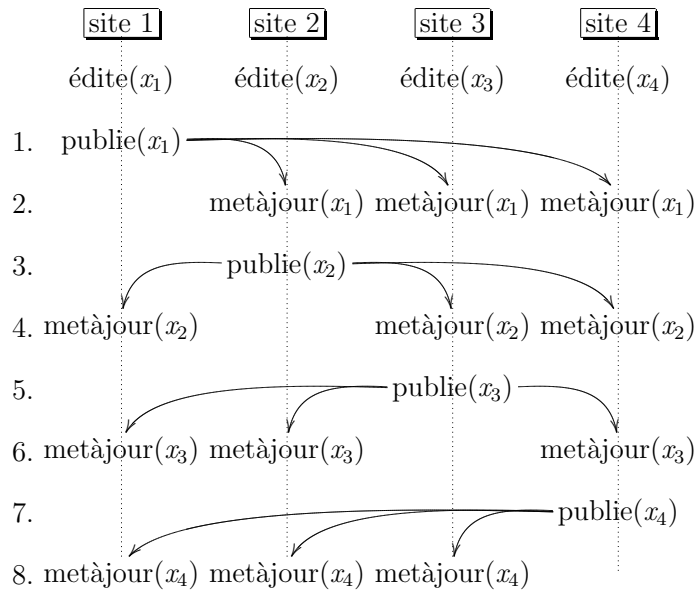 site 1 site 2 site 3 site 4
édite(x₁) édite(x₂) édite(x₃) édite(x₄)
1. publie(x₁)
2. metàjour(x₁) metàjour(x₁) metàjour(x₁)
3. publie(x₂)
4. metàjour(x₂) metàjour(x₂) metàjour(x₂)
5. publie(x₃)
6. metàjour(x₃) metàjour(x₃) metàjour(x₃)
7. publie(x₄)
8. metàjour(x₄) metàjour(x₄) metàjour(x₄)